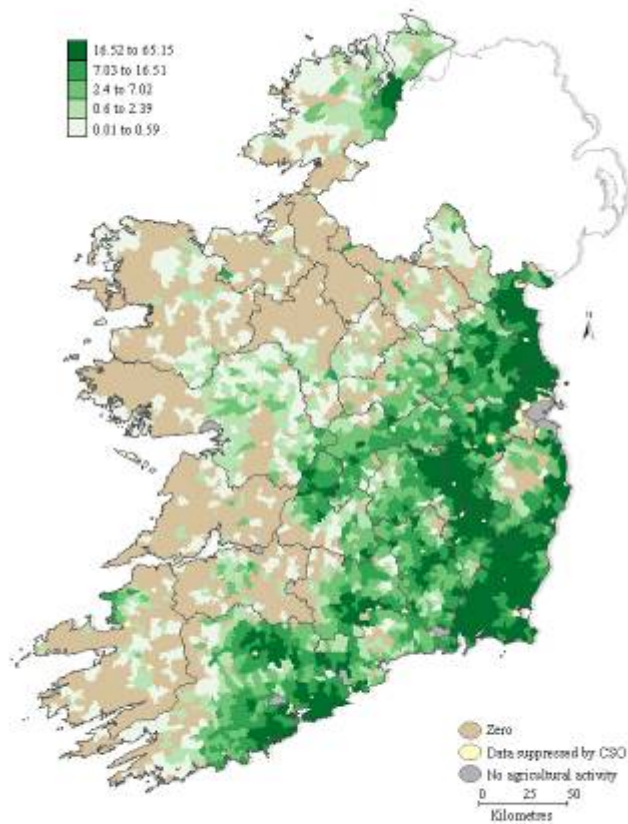 16.52 to 65.15
7.03 to 16.51
2.4 to 7.02
0.6 to 2.39
0.01 to 0.59
N
Zero
Data suppressed by CSO
No agricultural activity
0 25 50
Kilometres